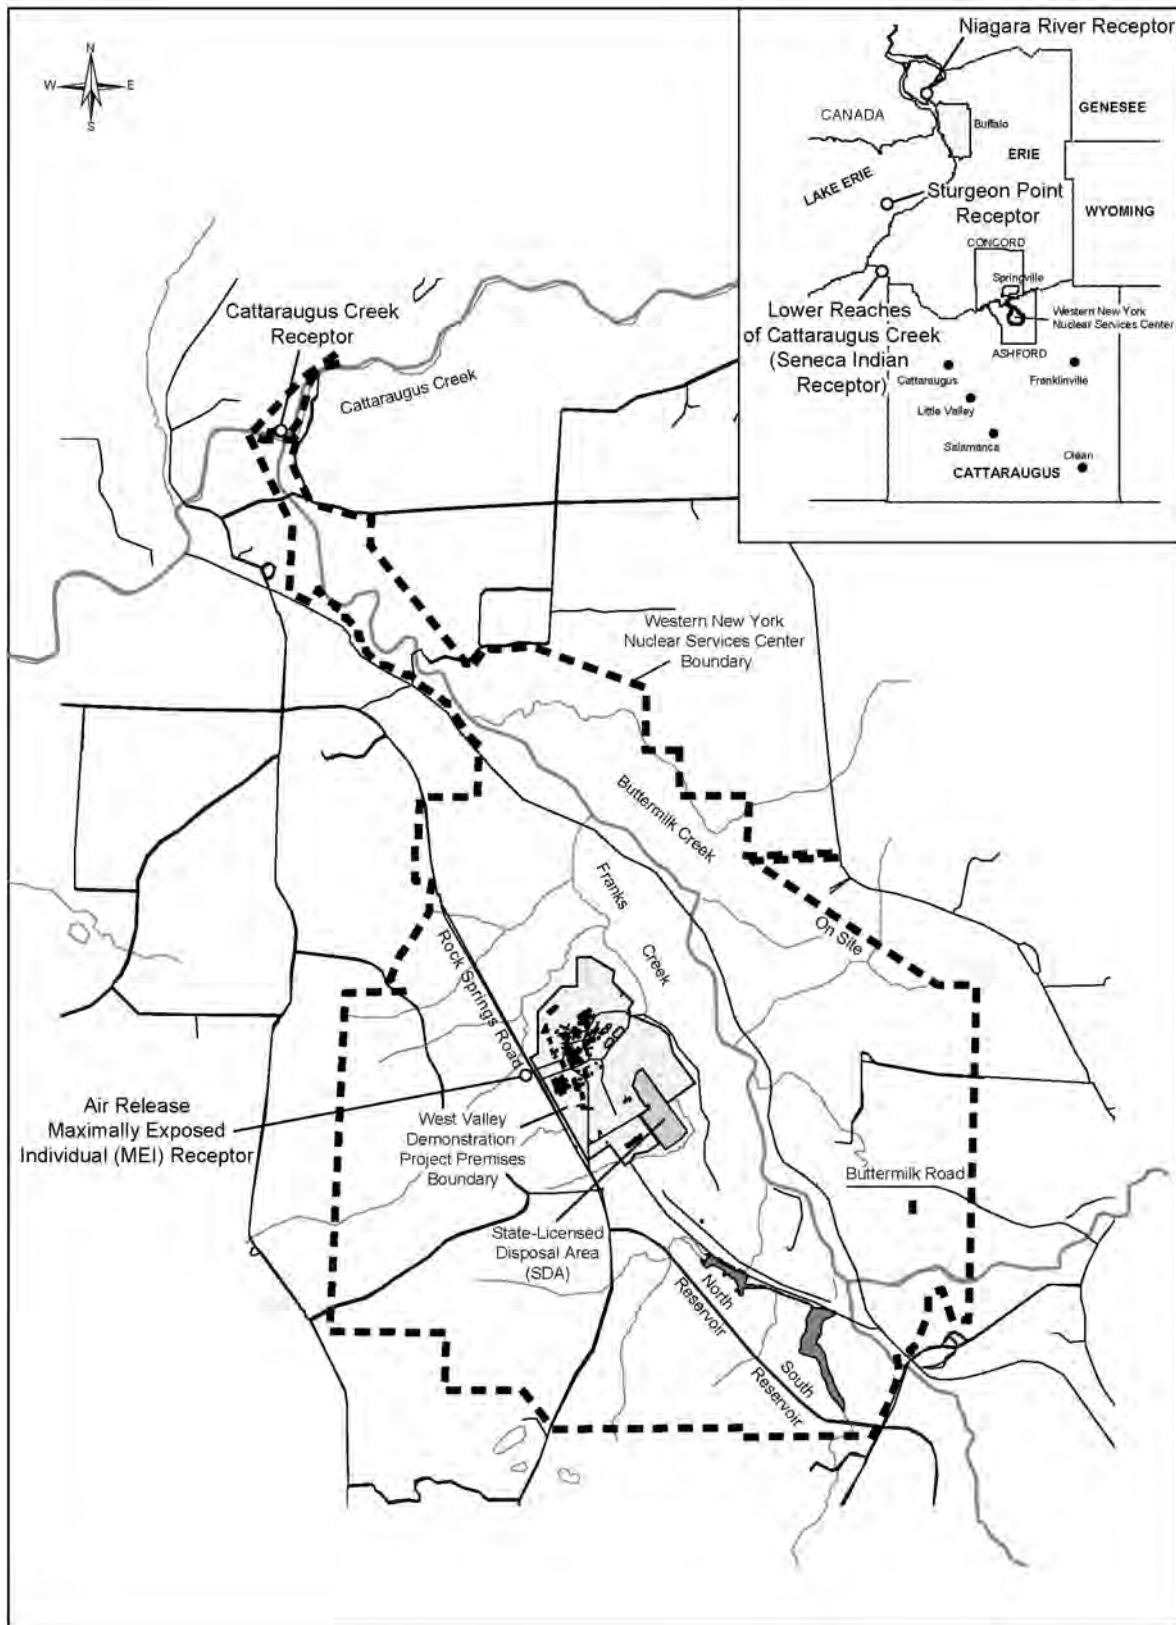 N
W
E
S
Niagara River Receptor
GENESEE
CANADA
Buffalo
ERIE
LAKE ERIE
Sturgeon Point
Receptor
WYOMING
CONCORD
Springville
Lower Reaches
of Cattaraugus Creek
(Seneca Indian
Receptor)
Western New York
Nuclear Services Center
ASHFORD
Cattaraugus
Franklinville
Little Valley
Salamanca
Olean
CATTARAUGUS
Cattaraugus Creek
Receptor
Cattaraugus Creek
Western New York
Nuclear Services Center
Boundary
Buttermilk Creek
Franks
Creek
On Site
Rock Springs Road
Air Release
Maximally Exposed
Individual (MEI) Receptor
West Valley
Demonstration
Project Premises
Boundary
Buttermilk Road
State-Licensed
Disposal Area
(SDA)
North
Reservoir
South
Reservoir